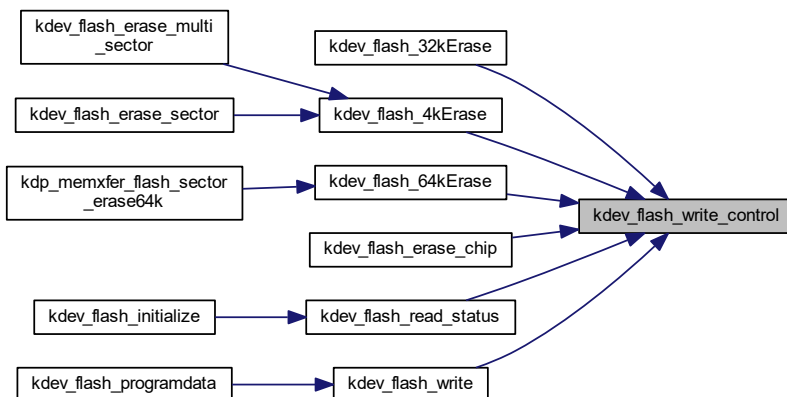 kdev_flash_erase_multi
_sector
kdev_flash_32kErase
kdev_flash_erase_sector
kdev_flash_4kErase
kdp_memxfer_flash_sector
_erase64k
kdev_flash_64kErase
kdev_flash_write_control
kdev_flash_erase_chip
kdev_flash_initialize
kdev_flash_read_status
kdev_flash_programdata
kdev_flash_write